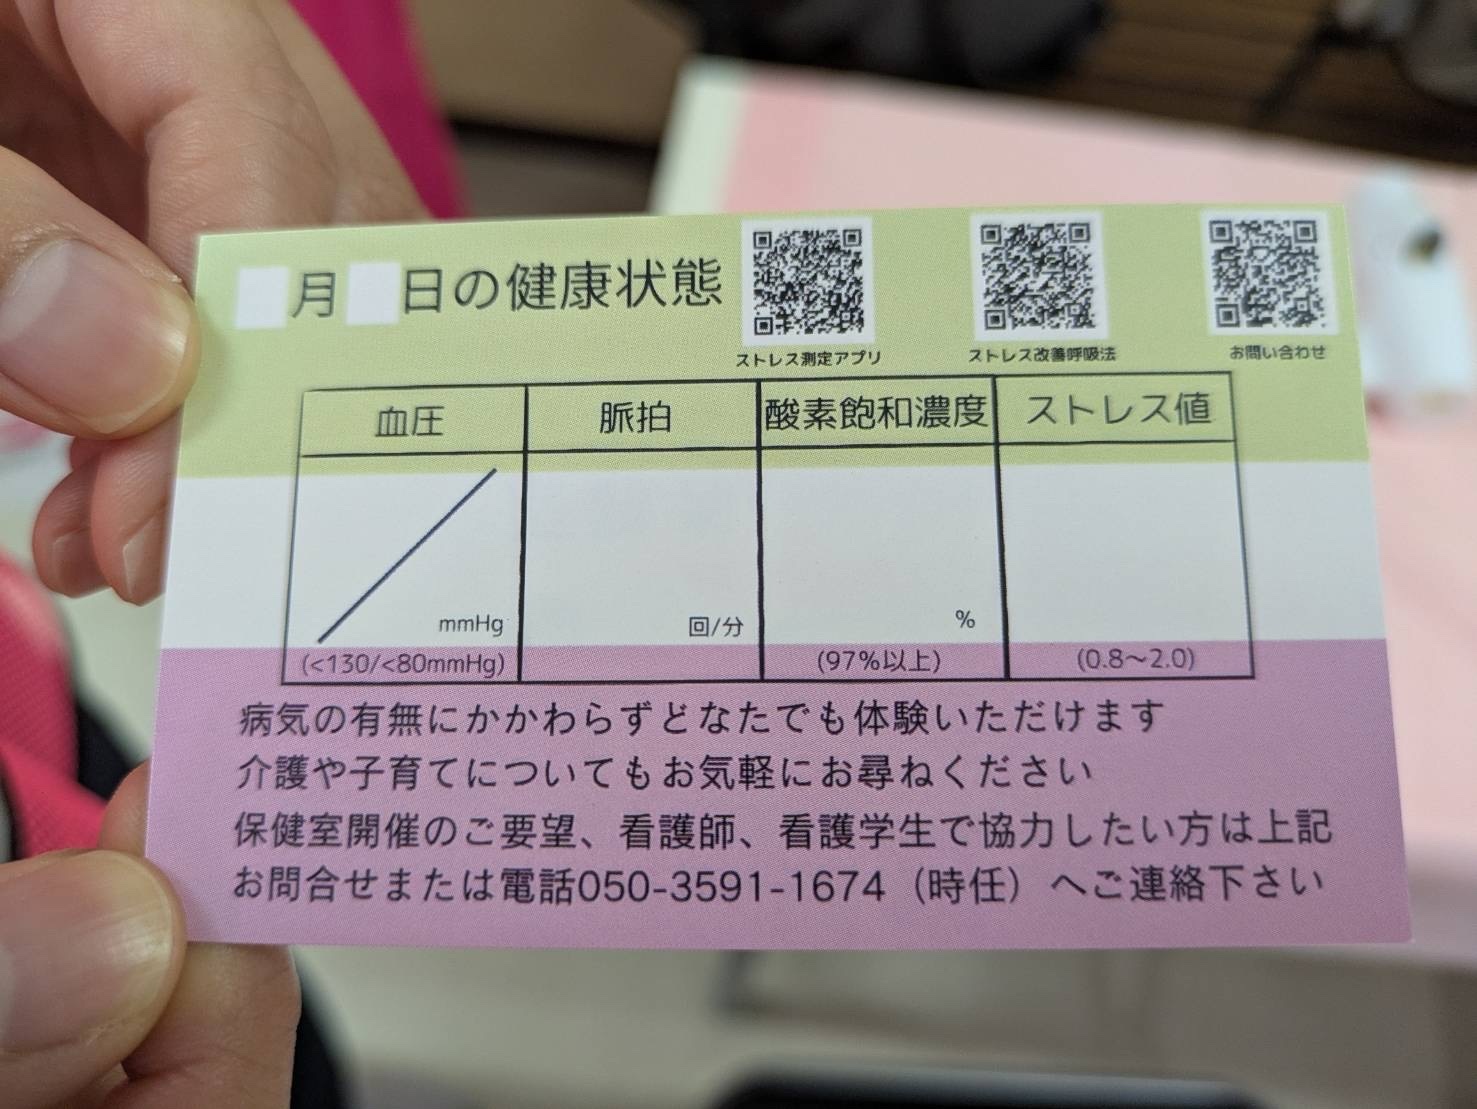 月 日の健康状態
ストレス測定アプリ
ストレス改善呼吸法
お問い合わせ
血圧 脈拍 酸素飽和濃度 ストレス値
mmHg 回/分 %
(<130/<80mmHg) (97%以上) (0.8〜2.0)
病気の有無にかかわらずどなたでも体験いただけます
介護や子育てについてもお気軽にお尋ねください
保健室開催のご要望、看護師、看護学生で協力したい方は上記
お問合せまたは電話050-3591-1674（時任）へご連絡下さい